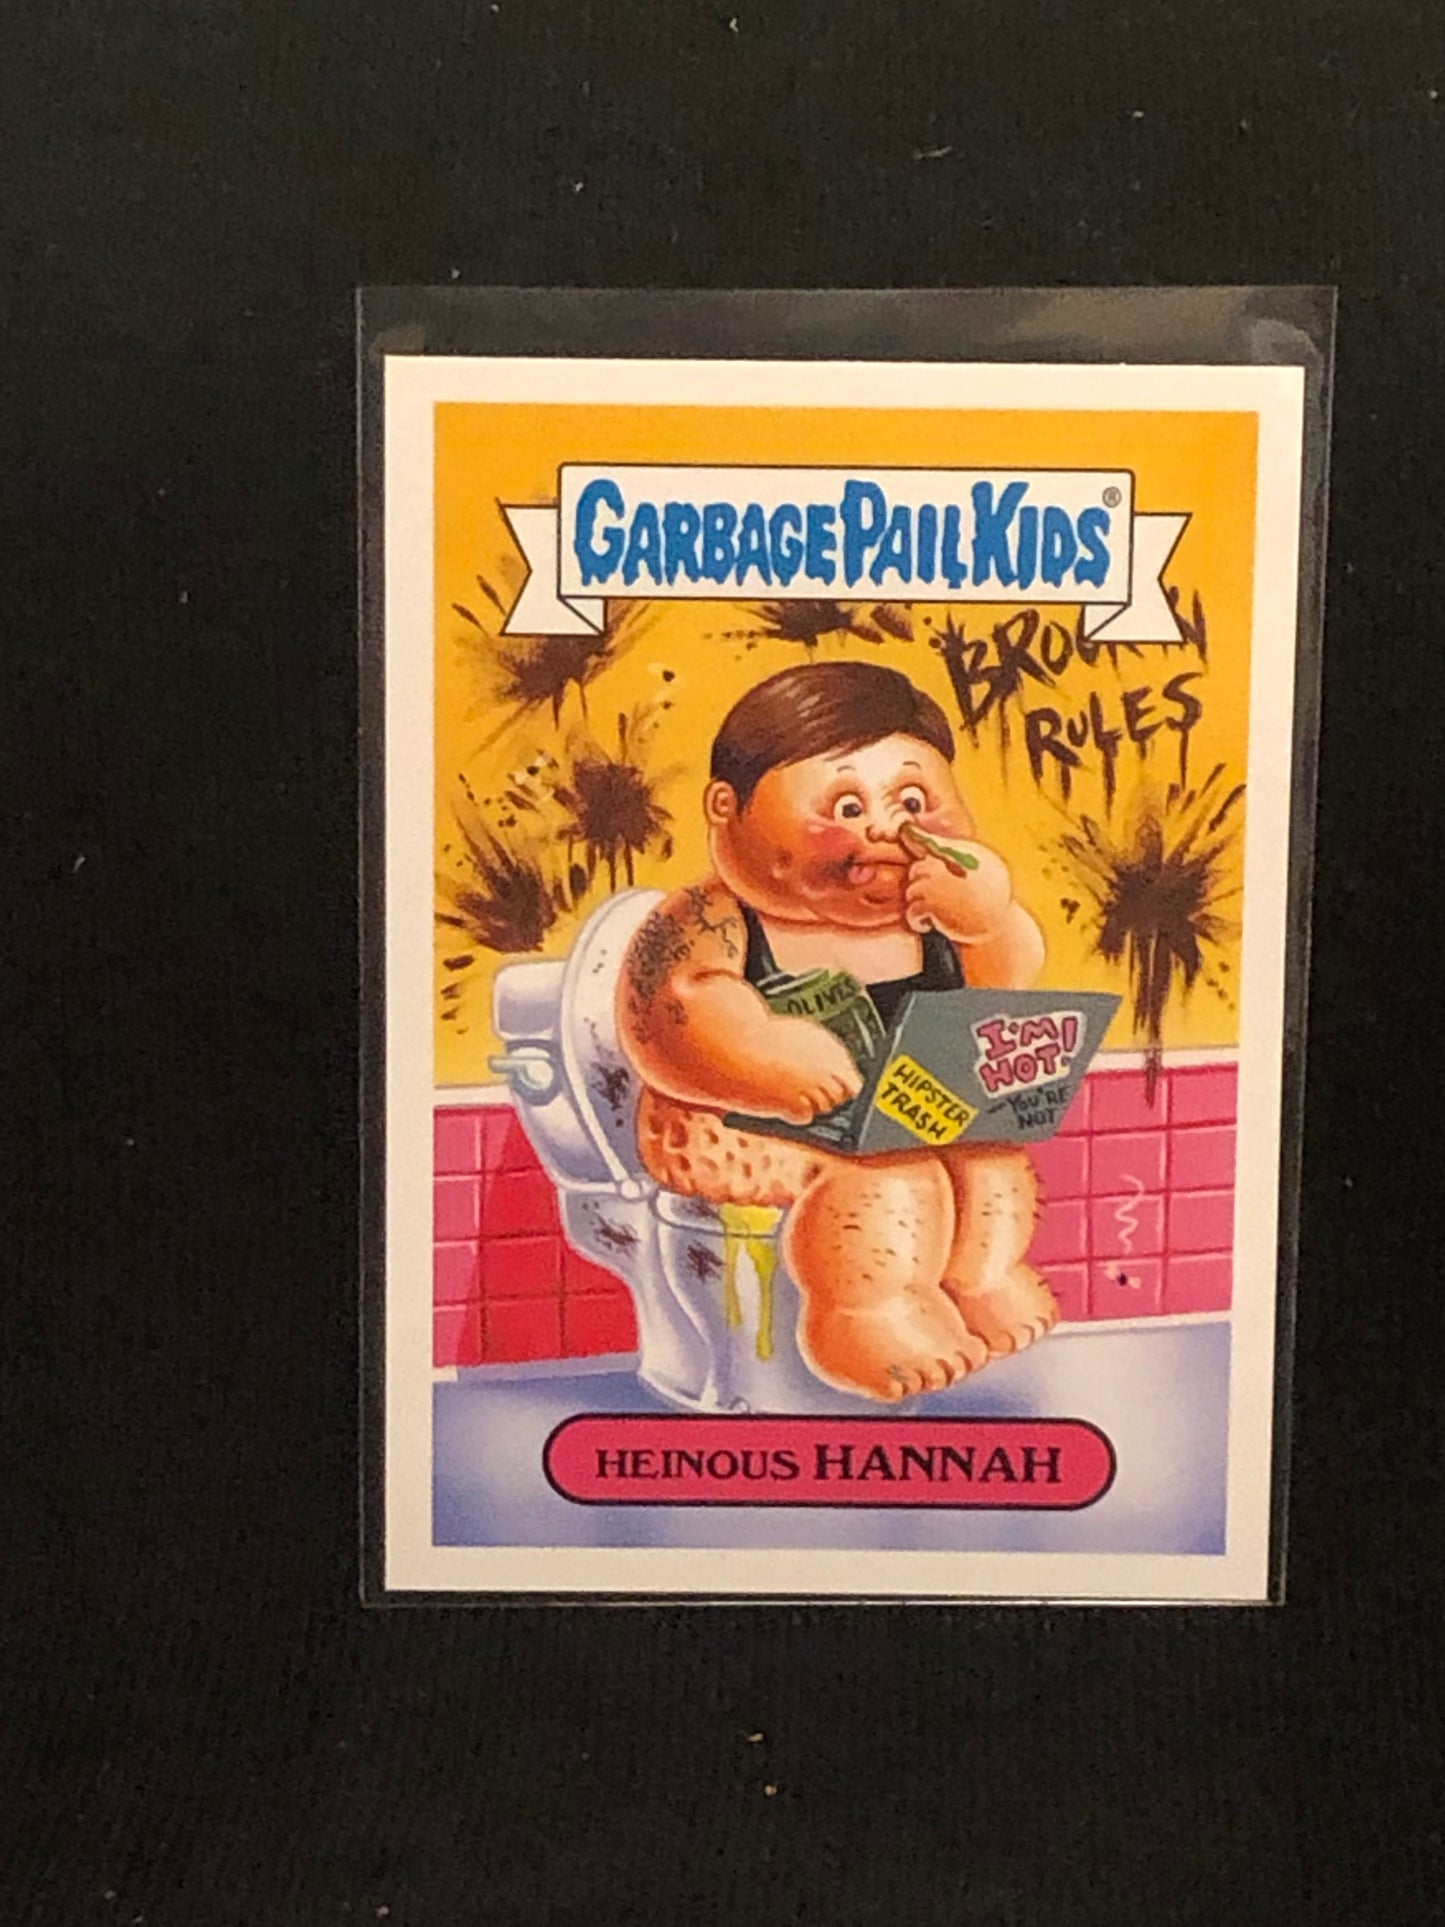 GARBAGE PAIL KIDS®
RULES
OLIVES
I'M
HOT!
HIPSTER
TRASH
YOU'RE
NOT
HEINOUS HANNAH